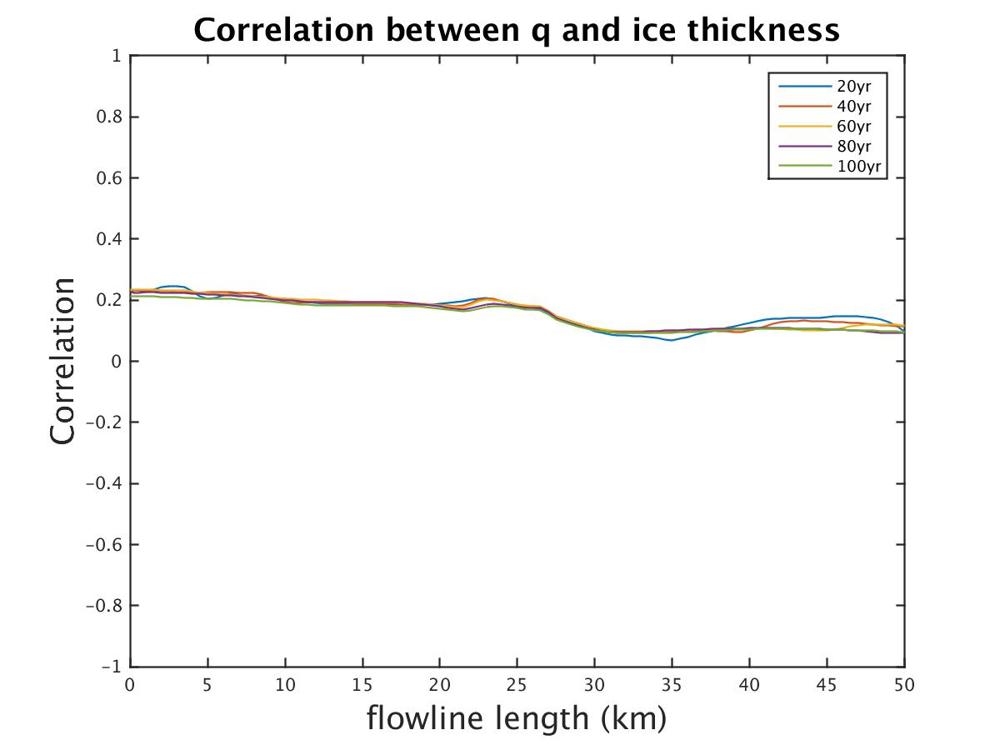 Correlation between q and ice thickness
1
0.8
0.6
0.4
0.2
0
−0.2
−0.4
−0.6
−0.8
−1
Correlation
20yr
40yr
60yr
80yr
100yr
0 5 10 15 20 25 30 35 40 45 50
flowline length (km)